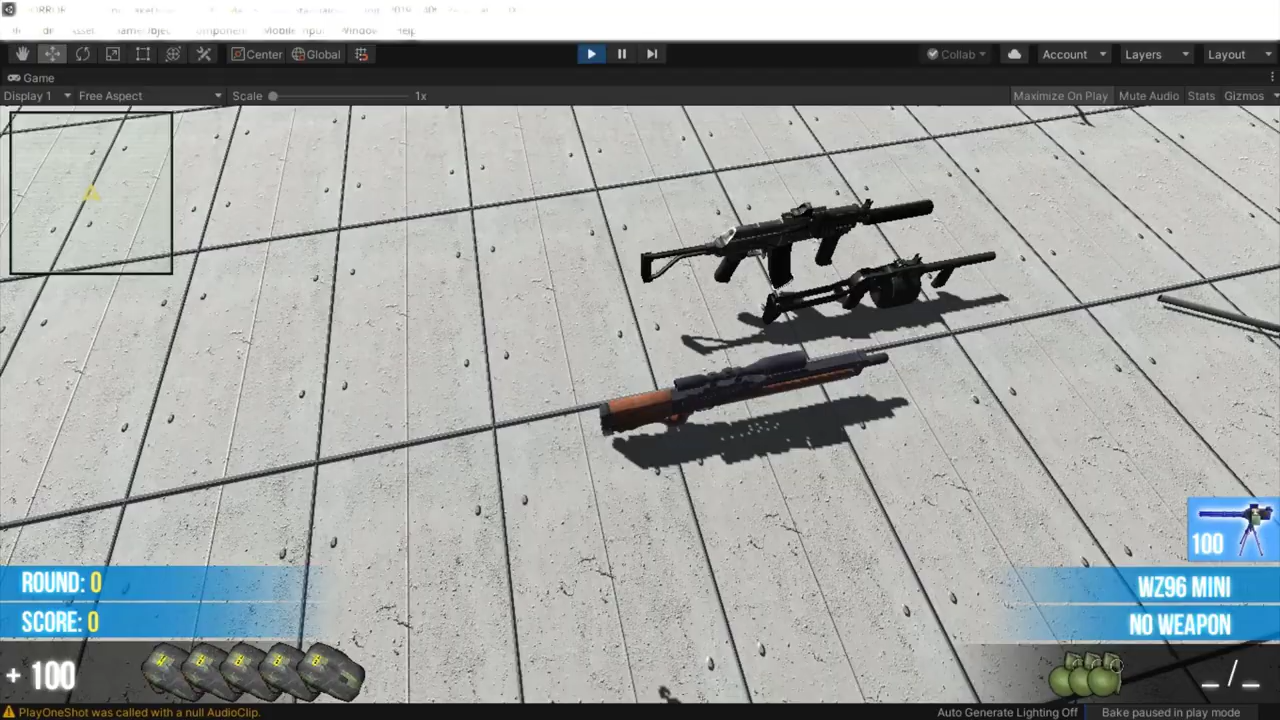 Center Global Collab Account Layers Layout
Game
Display 1 Free Aspect Scale 1x Maximize On Play Mute Audio Stats Gizmos
100
ROUND: 0
WZ96 MINI
SCORE: 0
NO WEAPON
+ 100
_ / _
PlayOneShot was called with a null AudioClip.
Auto Generate Lighting Off Bake paused in play mode